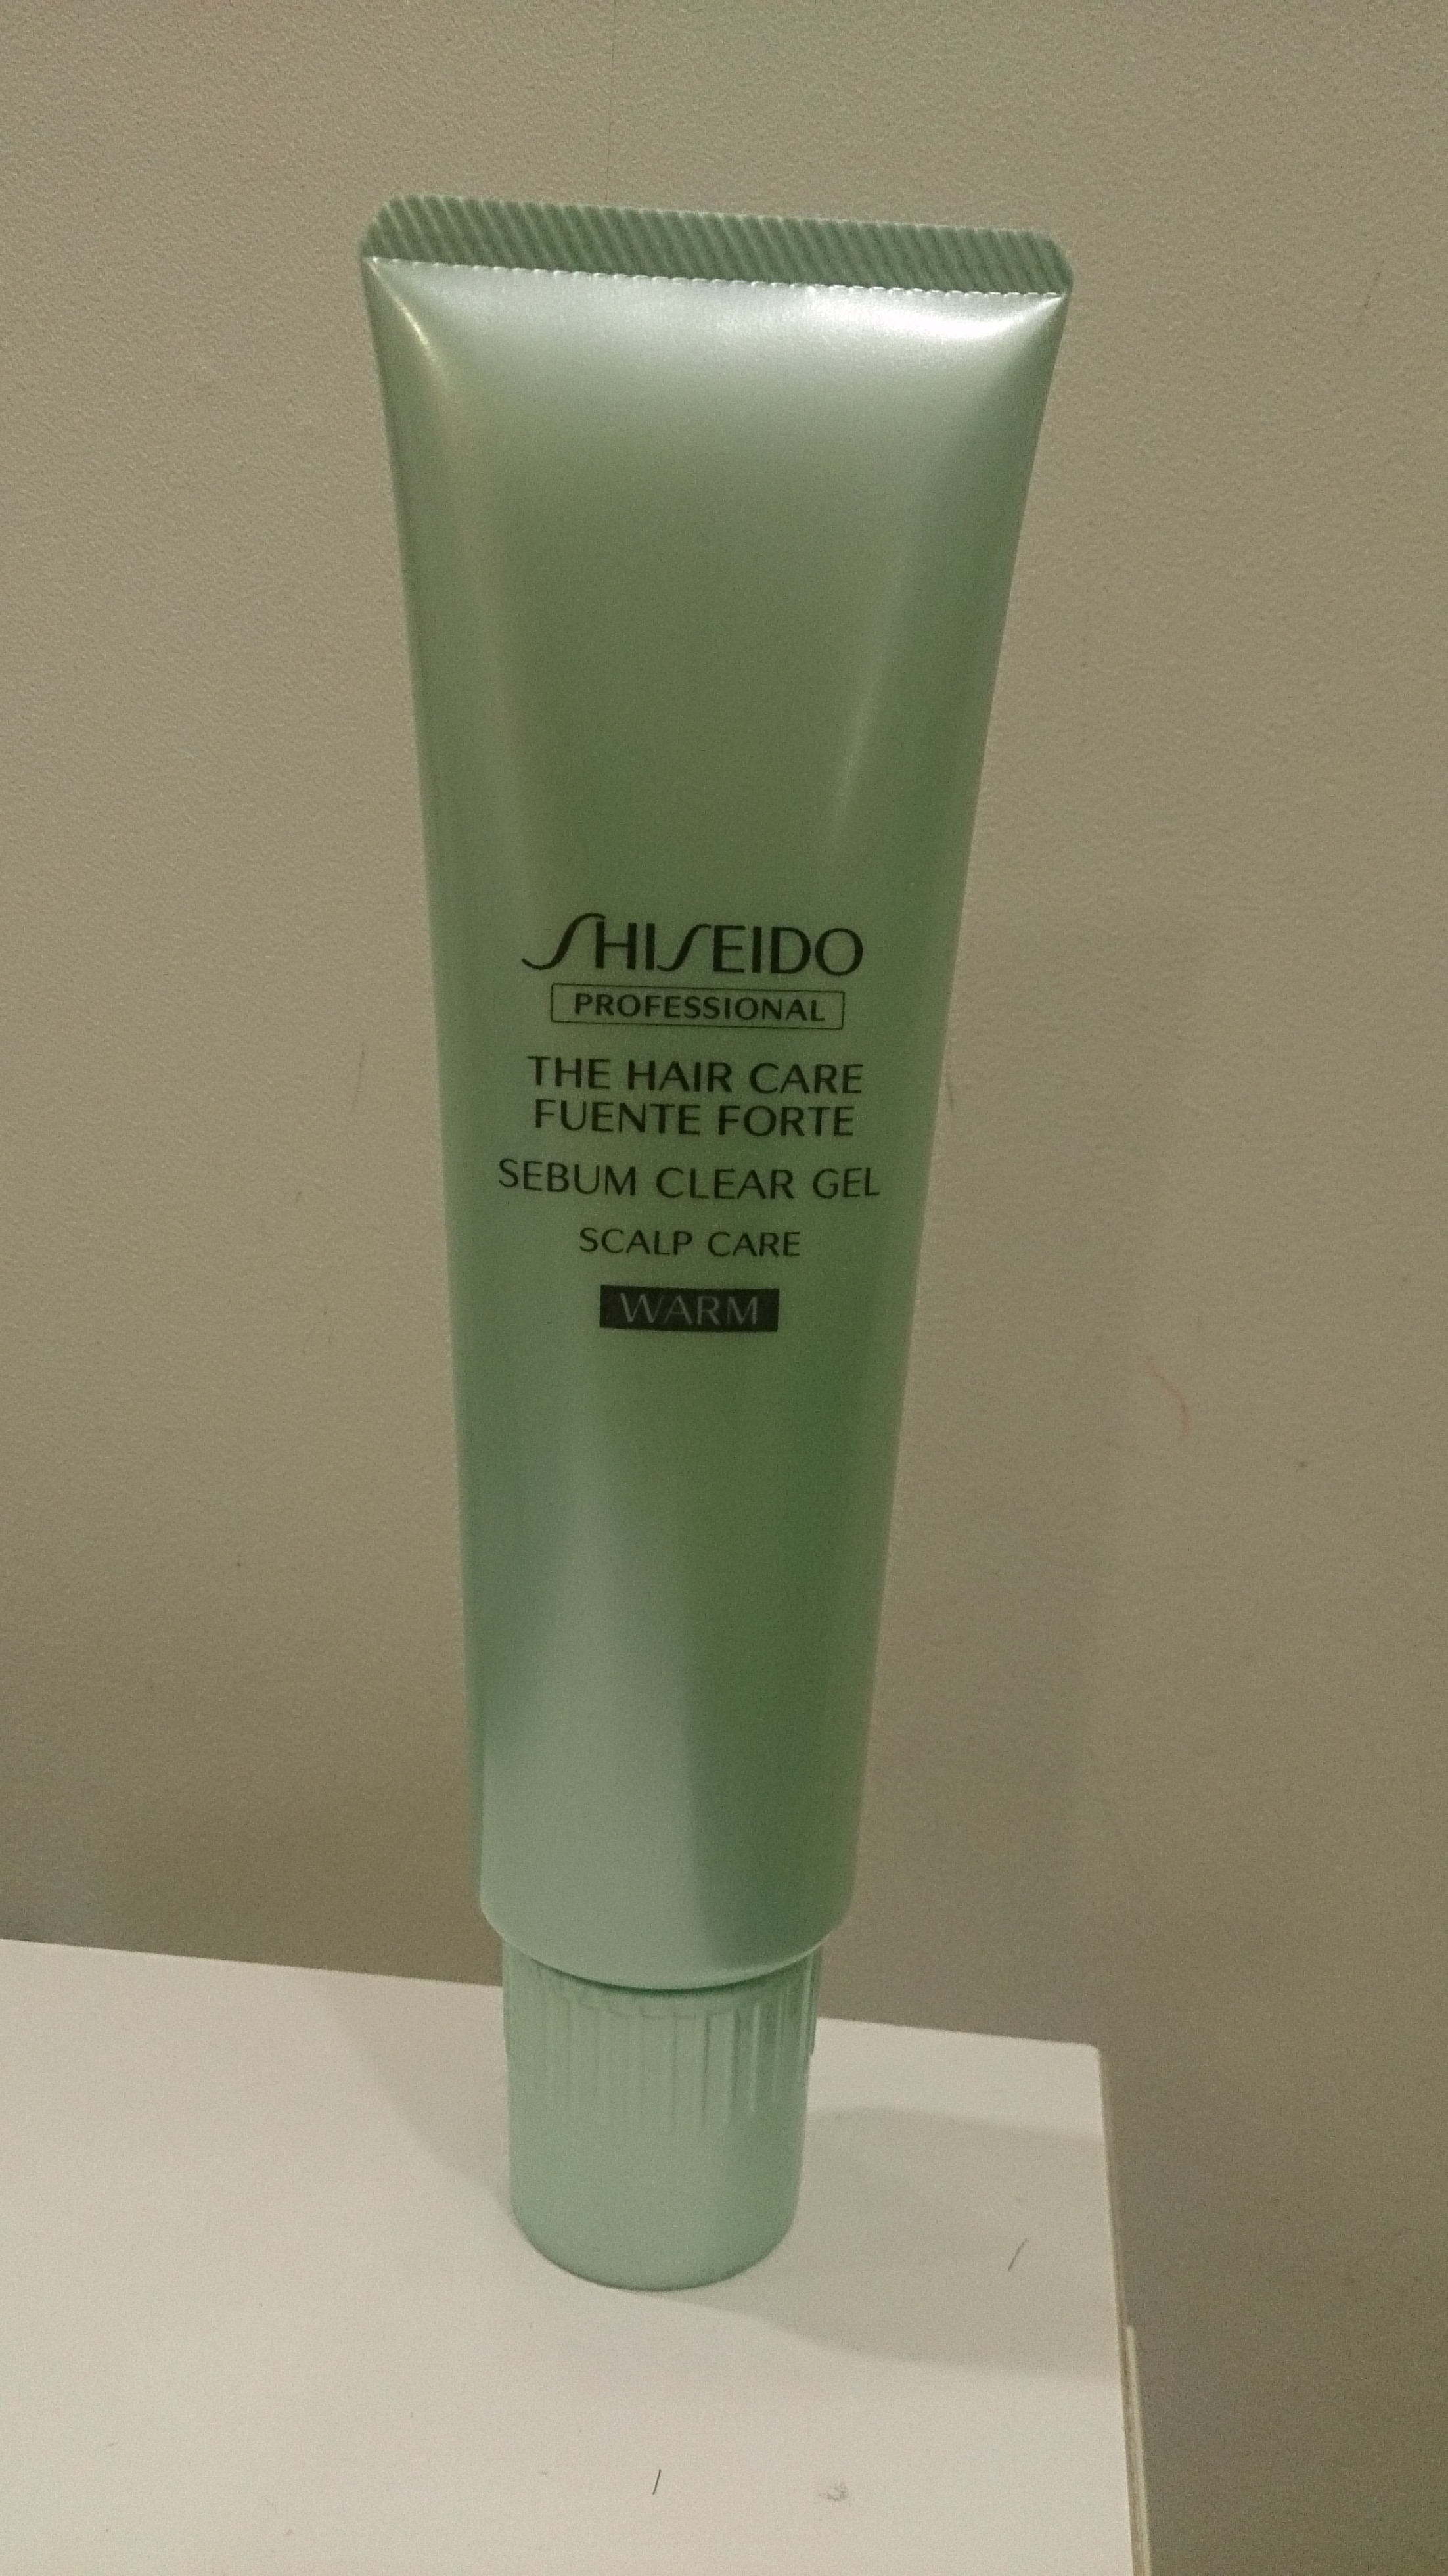 SHISEIDO
PROFESSIONAL
THE HAIR CARE
FUENTE FORTE
SEBUM CLEAR GEL
SCALP CARE
WARM